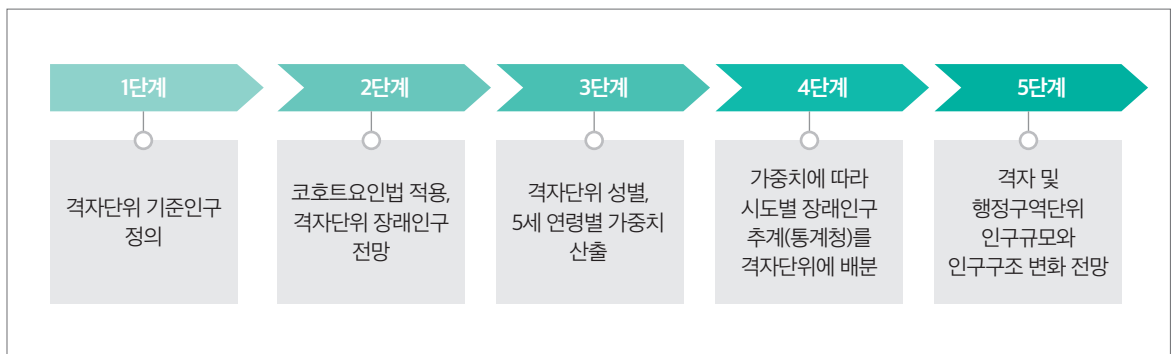 1단계
격자단위 기준인구
정의
2단계
코호트요인법 적용,
격자단위 장래인구
전망
3단계
격자단위 성별,
5세 연령별 가중치
산출
4단계
가중치에 따라
시도별 장래인구
추계(통계청)를
격자단위에 배분
5단계
격자 및
행정구역단위
인구규모와
인구구조 변화 전망